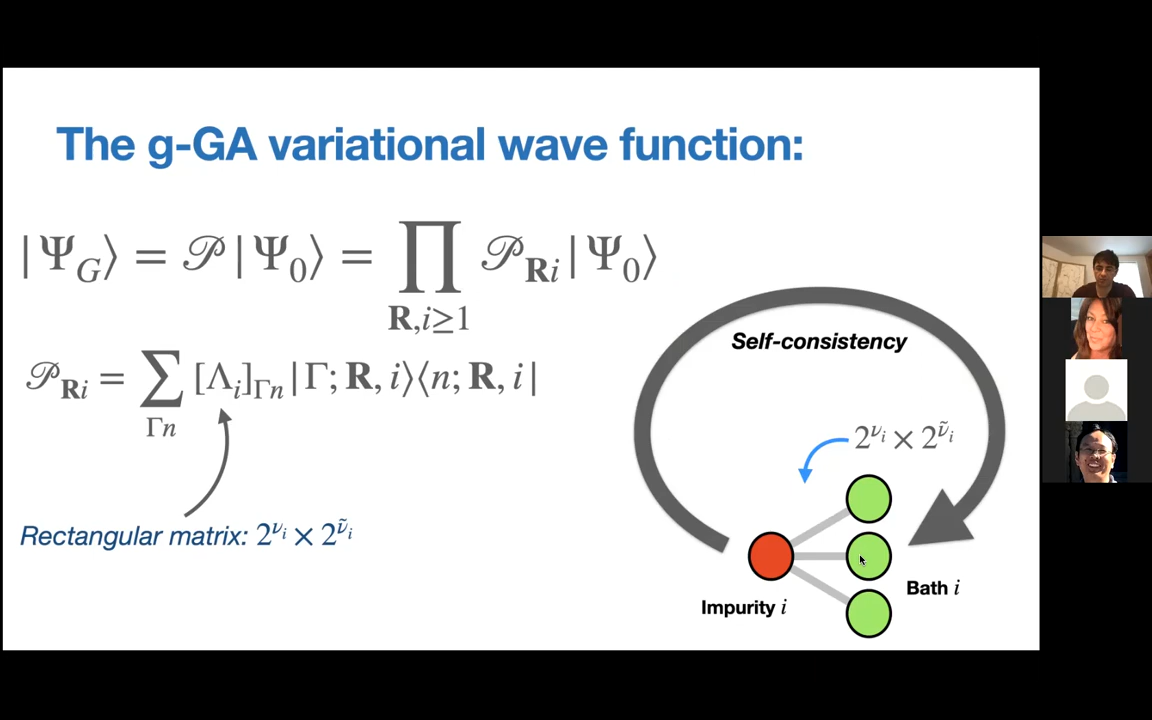 The g-GA variational wave function:
|Ψ_G⟩ = 𝒫|Ψ_0⟩ = ∏_{R,i≥1} 𝒫_{Ri}|Ψ_0⟩
𝒫_{Ri} = ∑_{Γn} [Λ_i]_{Γn}|Γ; R, i⟩⟨n; R, i|
Rectangular matrix: 2^{ν_i} × 2^{ν̃_i}
Self-consistency
2^{ν_i} × 2^{ν̃_i}
Bath i
Impurity i